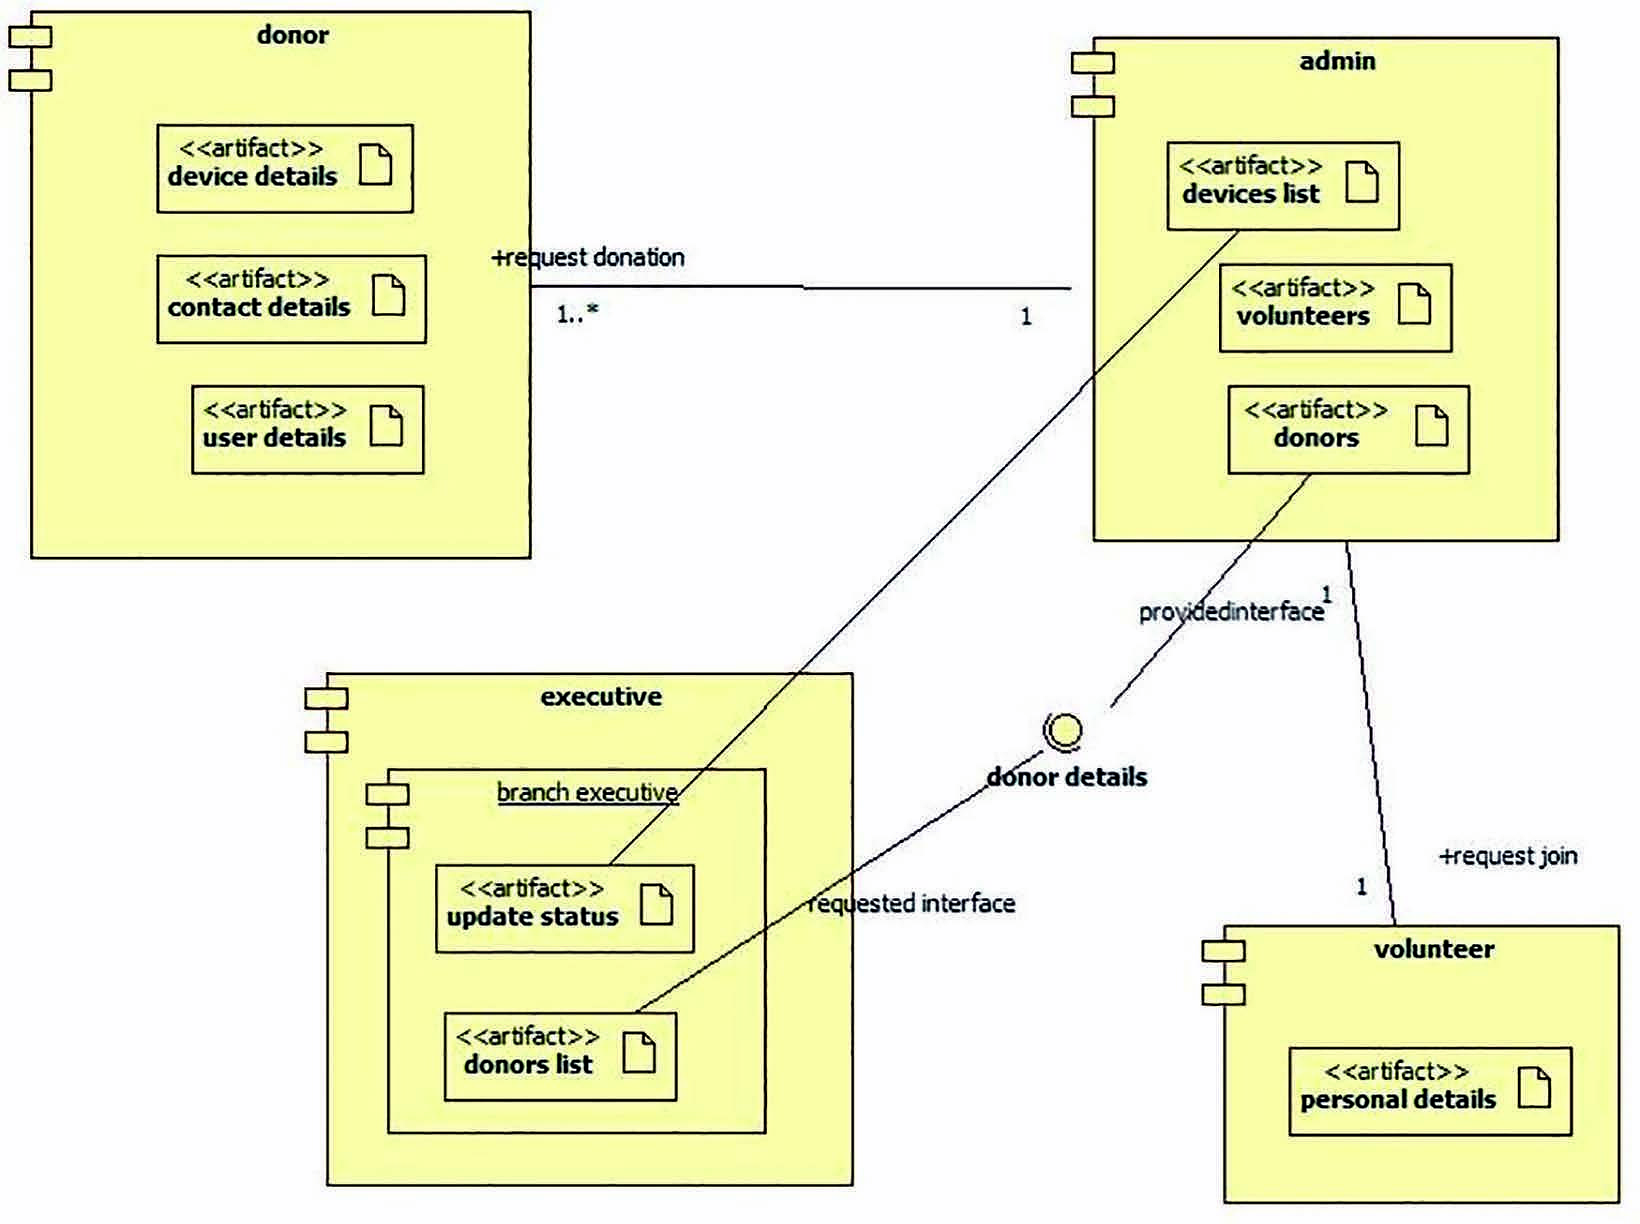 donor
<<artifact>>
device details
<<artifact>>
contact details
<<artifact>>
user details
+request donation
1..*
1
admin
<<artifact>>
devices list
<<artifact>>
volunteers
<<artifact>>
donors
providedinterface
1
donor details
requested interface
executive
branch executive
<<artifact>>
update status
<<artifact>>
donors list
+request join
1
volunteer
<<artifact>>
personal details